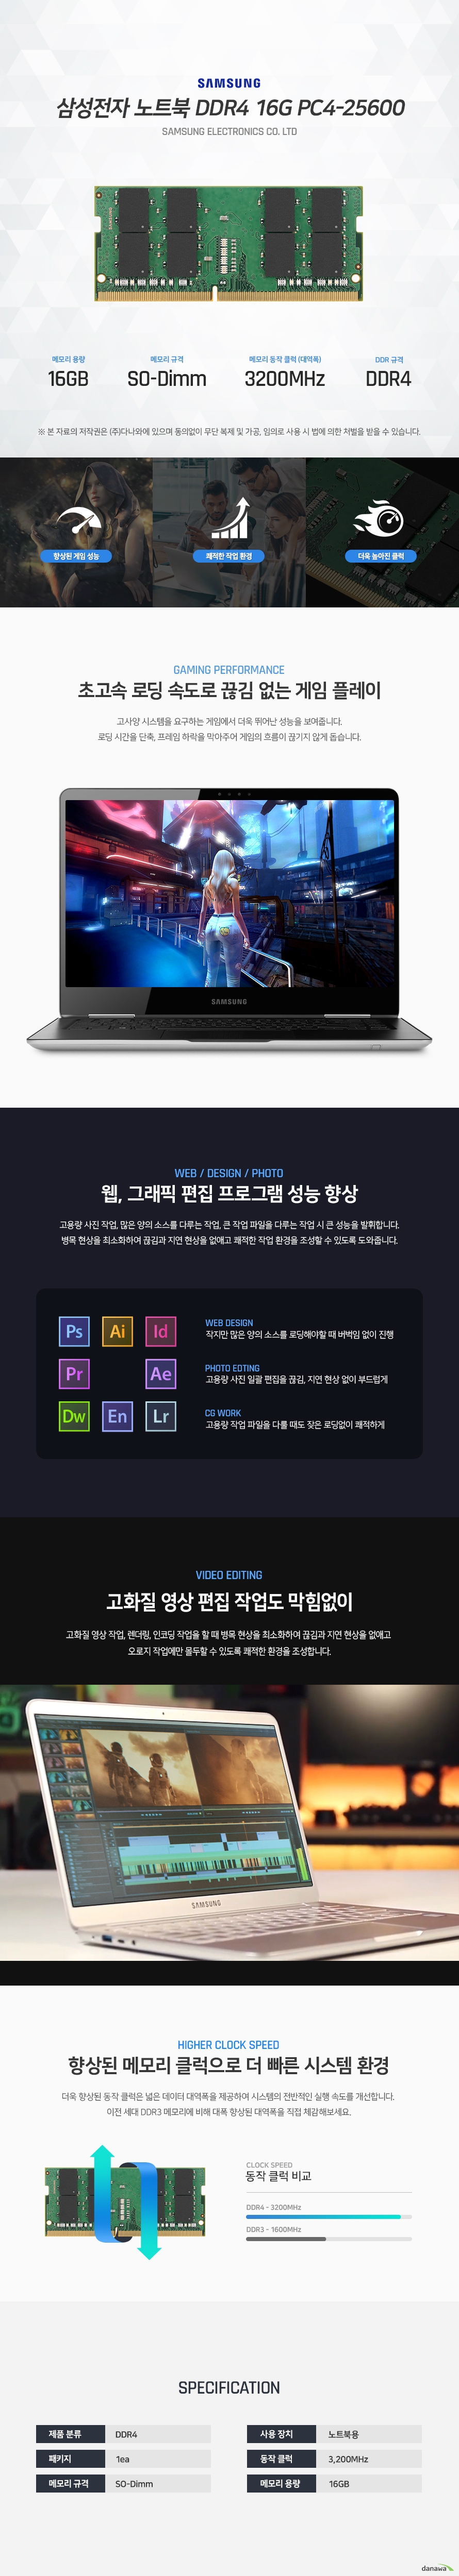 SAMSUNG
삼성전자 노트북 DDR4 16G PC4-25600
SAMSUNG ELECTRONICS CO. LTD
SAMSUNG
메모리 용량
16GB
메모리 규격
SO-Dimm
메모리 동작 클럭 (대역폭)
3200MHz
DDR 규격
DDR4
※ 본 자료의 저작권은 (주)다나와에 있으며 동의없이 무단 복제 및 가공, 임의로 사용 시 법에 의한 처벌을 받을 수 있습니다.
향상된 게임 성능
쾌적한 작업 환경
더욱 높아진 클럭
GAMING PERFORMANCE
초고속 로딩 속도로 끊김 없는 게임 플레이
고사양 시스템을 요구하는 게임에서 더욱 뛰어난 성능을 보여줍니다.
로딩 시간을 단축, 프레임 하락을 막아주어 게임의 흐름이 끊기지 않게 돕습니다.
SAMSUNG
WEB / DESIGN / PHOTO
웹, 그래픽 편집 프로그램 성능 향상
고용량 사진 작업, 많은 양의 소스를 다루는 작업, 큰 작업 파일을 다루는 작업 시 큰 성능을 발휘합니다.
병목 현상을 최소화하여 끊김과 지연 현상을 없애고 쾌적한 작업 환경을 조성할 수 있도록 도와줍니다.
Ps Ai Id
Pr Ae
Dw En Lr
WEB DESIGN
작지만 많은 양의 소스를 로딩해야할 때 버벅임 없이 진행
PHOTO EDTING
고용량 사진 일괄 편집을 끊김, 지연 현상 없이 부드럽게
CG WORK
고용량 작업 파일을 다룰 때도 잦은 로딩없이 쾌적하게
VIDEO EDITING
고화질 영상 편집 작업도 막힘없이
고화질 영상 작업, 렌더링, 인코딩 작업을 할 때 병목 현상을 최소화하여 끊김과 지연 현상을 없애고
오로지 작업에만 몰두할 수 있도록 쾌적한 환경을 조성합니다.
SAMSUNG
HIGHER CLOCK SPEED
향상된 메모리 클럭으로 더 빠른 시스템 환경
더욱 향상된 동작 클럭은 넓은 데이터 대역폭을 제공하여 시스템의 전반적인 실행 속도를 개선합니다.
이전 세대 DDR3 메모리에 비해 대폭 향상된 대역폭을 직접 체감해보세요.
CLOCK SPEED
동작 클럭 비교
DDR4 - 3200MHz
DDR3 - 1600MHz
SPECIFICATION
제품 분류 DDR4
사용 장치 노트북용
패키지 1ea
동작 클럭 3,200MHz
메모리 규격 SO-Dimm
메모리 용량 16GB
danawa